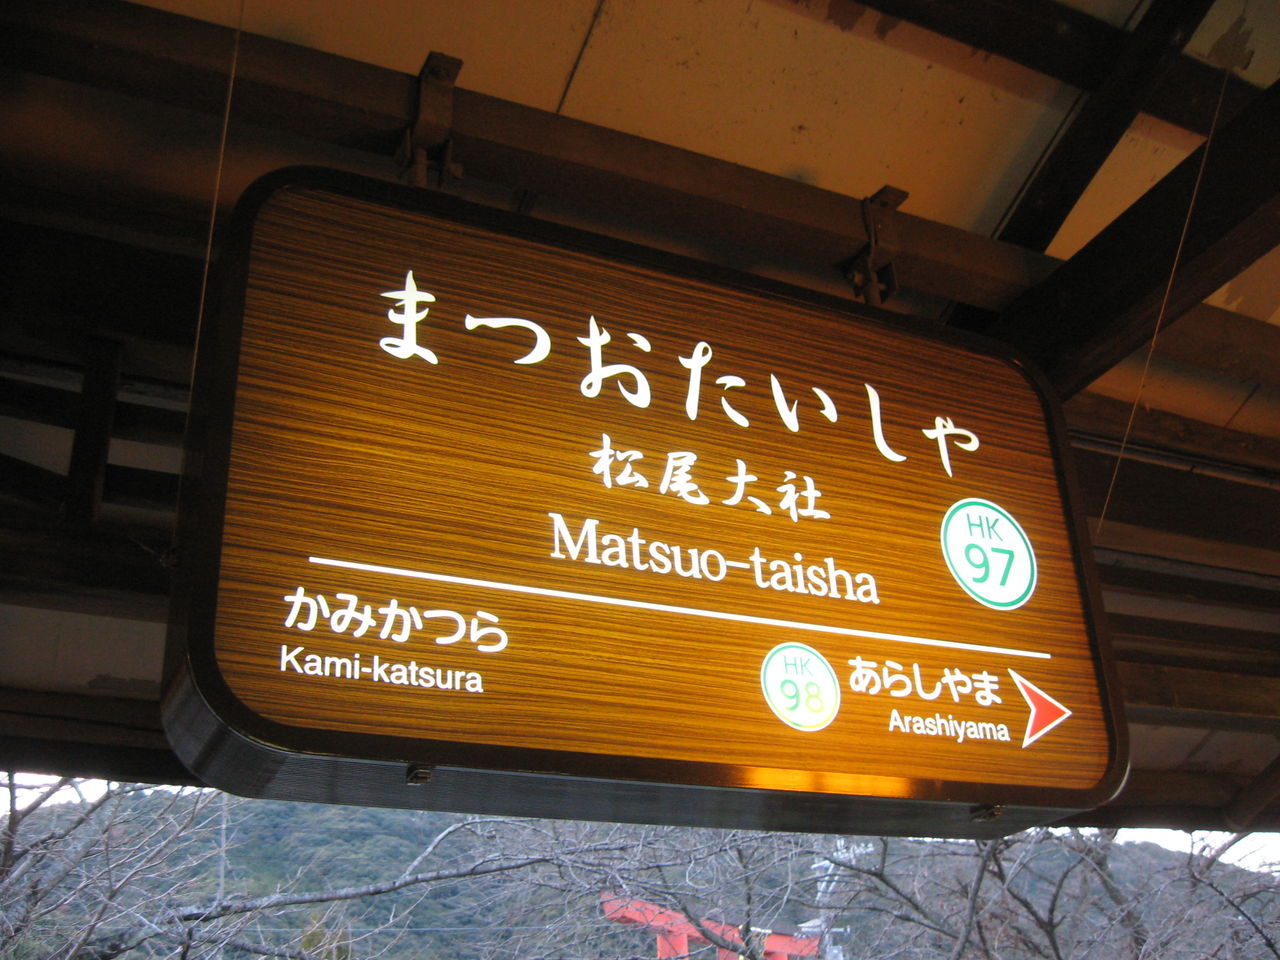 まつおたいしゃ
松尾大社
Matsuo-taisha
HK
97
かみかつら
Kami-katsura
HK
98
あらしやま
Arashiyama